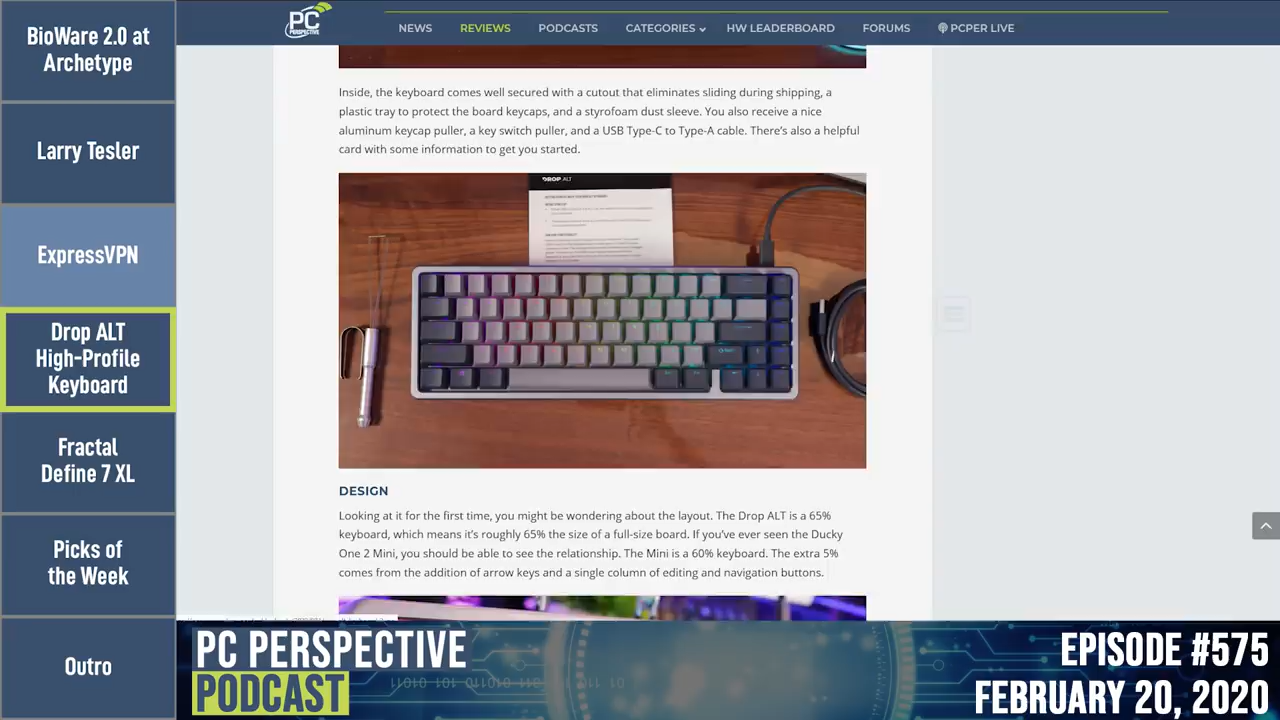 BioWare 2.0 at
Archetype
Larry Tesler
ExpressVPN
Drop ALT
High-Profile
Keyboard
Fractal
Define 7 XL
Picks of
the Week
Outro
PC
PERSPECTIVE
NEWS
REVIEWS
PODCASTS
CATEGORIES
HW LEADERBOARD
FORUMS
PCPER LIVE
Inside, the keyboard comes well secured with a cutout that eliminates sliding during shipping, a
plastic tray to protect the board keycaps, and a styrofoam dust sleeve. You also receive a nice
aluminum keycap puller, a key switch puller, and a USB Type-C to Type-A cable. There's also a helpful
card with some information to get you started.
DROP ALT
DESIGN
Looking at it for the first time, you might be wondering about the layout. The Drop ALT is a 65%
keyboard, which means it's roughly 65% the size of a full-size board. If you've ever seen the Ducky
One 2 Mini, you should be able to see the relationship. The Mini is a 60% keyboard. The extra 5%
comes from the addition of arrow keys and a single column of editing and navigation buttons.
PC PERSPECTIVE
PODCAST
EPISODE #575
FEBRUARY 20, 2020